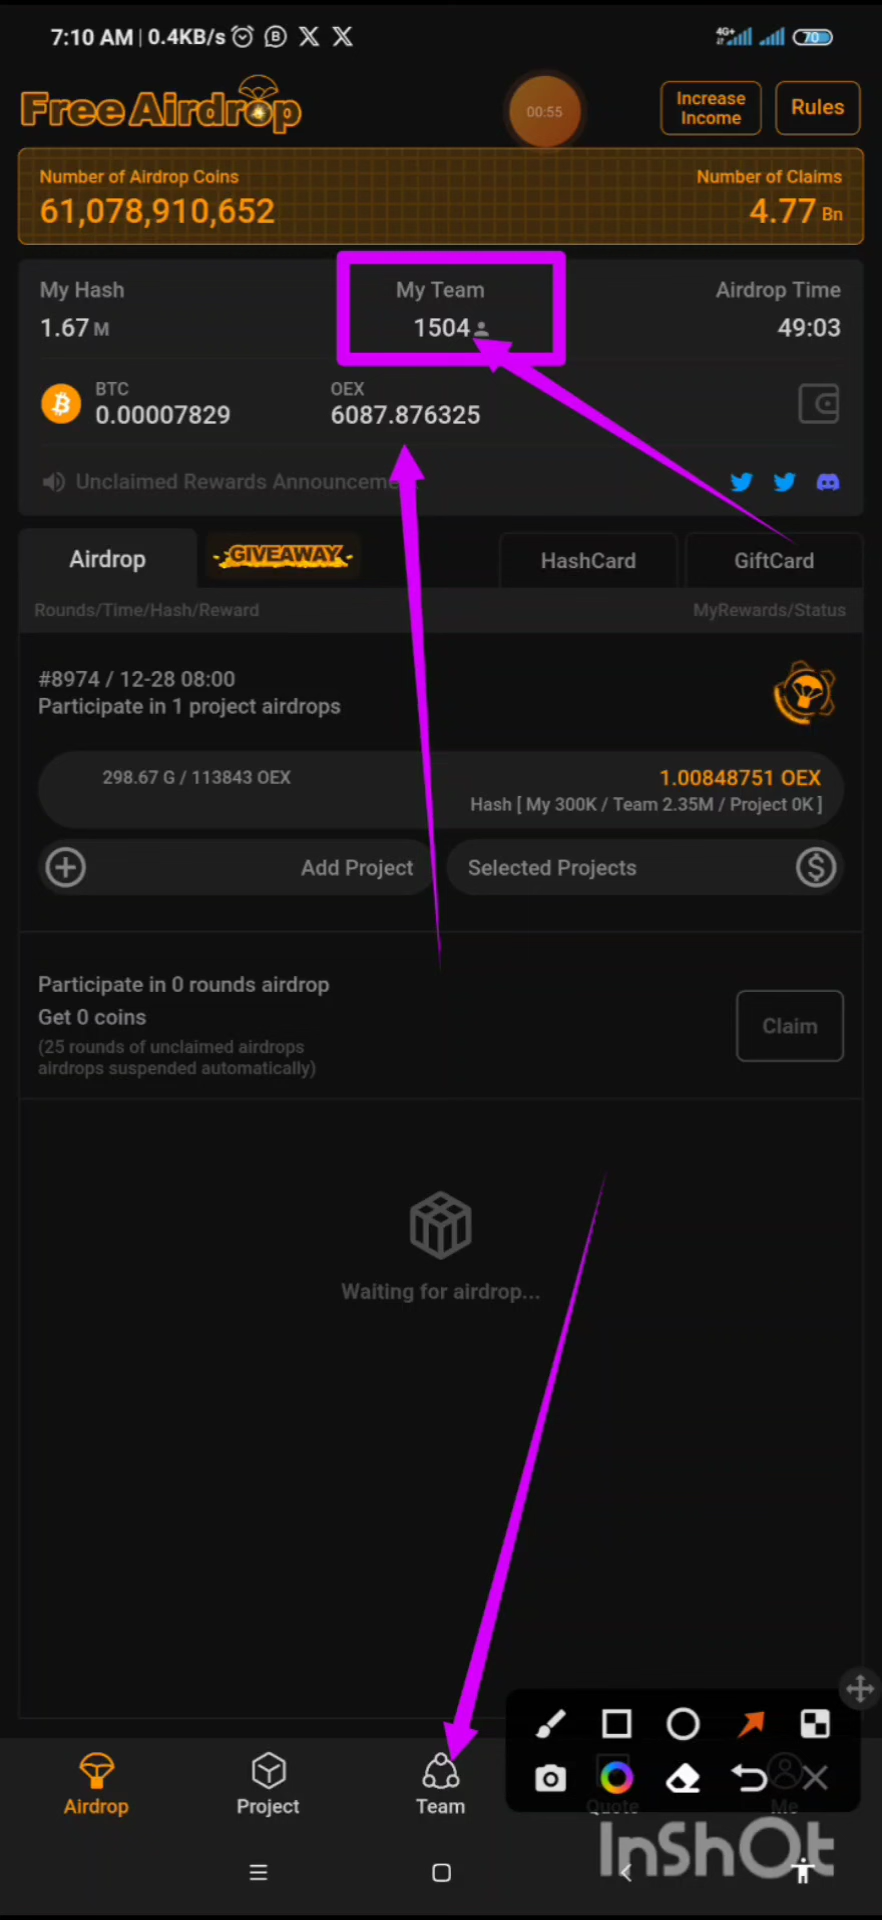 7:10 AM | 0.4KB/s
4G+
70
Free Airdrop
00:55
Increase
Income
Rules
Number of Airdrop Coins
Number of Claims
61,078,910,652
4.77 Bn
My Hash
My Team
Airdrop Time
1.67 M
1504
49:03
BTC
OEX
0.00007829
6087.876325
Unclaimed Rewards Announceme
Airdrop
GIVEAWAY
HashCard
GiftCard
Rounds/Time/Hash/Reward
MyRewards/Status
#8974 / 12-28 08:00
Participate in 1 project airdrops
298.67 G / 113843 OEX
1.00848751 OEX
Hash [ My 300K / Team 2.35M / Project 0K ]
Add Project
Selected Projects
Participate in 0 rounds airdrop
Get 0 coins
Claim
(25 rounds of unclaimed airdrops
airdrops suspended automatically)
Waiting for airdrop...
Airdrop
Project
Team
Quote
Me
InShOt